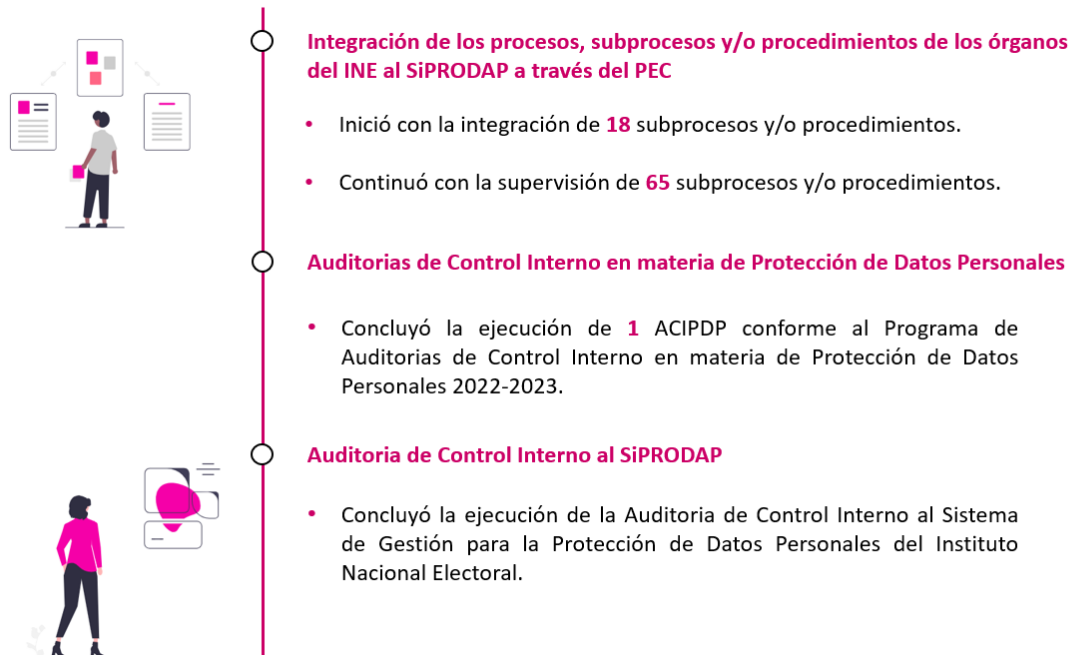 Integración de los procesos, subprocesos y/o procedimientos de los órganos
del INE al SiPRODAP a través del PEC
• Inició con la integración de 18 subprocesos y/o procedimientos.
• Continuó con la supervisión de 65 subprocesos y/o procedimientos.
Auditorias de Control Interno en materia de Protección de Datos Personales
• Concluyó la ejecución de 1 ACIPDP conforme al Programa de
Auditorias de Control Interno en materia de Protección de Datos
Personales 2022-2023.
Auditoria de Control Interno al SiPRODAP
• Concluyó la ejecución de la Auditoria de Control Interno al Sistema
de Gestión para la Protección de Datos Personales del Instituto
Nacional Electoral.